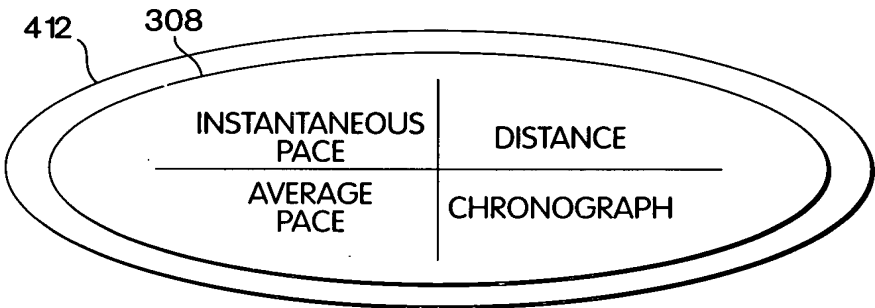 412
308
INSTANTANEOUS
PACE
DISTANCE
AVERAGE
PACE
CHRONOGRAPH